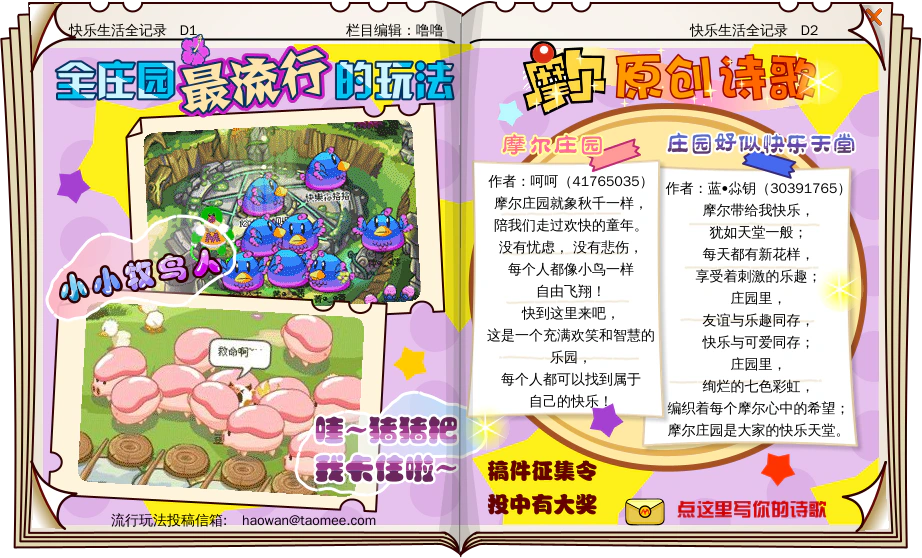 快乐生活全记录 D1
栏目编辑：噜噜
全庄园最流行的玩法
快乐行猪猪
小小牧鸟人
救命啊~~
哇~猪猪把
我卡住啦~
流行玩法投稿信箱: haowan@taomee.com
快乐生活全记录 D2
摩尔原创诗歌
摩尔庄园
作者：呵呵（41765035）
摩尔庄园就象秋千一样，
陪我们走过欢快的童年。
没有忧虑，没有悲伤，
每个人都像小鸟一样
自由飞翔！
快到这里来吧，
这是一个充满欢笑和智慧的
乐园，
每个人都可以找到属于
自己的快乐！
庄园好似快乐天堂
作者：蓝•惢钥（30391765）
摩尔带给我快乐，
犹如天堂一般；
每天都有新花样，
享受着刺激的乐趣；
庄园里，
友谊与乐趣同存，
快乐与可爱同存；
庄园里，
绚烂的七色彩虹，
编织着每个摩尔心中的希望；
摩尔庄园是大家的快乐天堂。
稿件征集令
投中有大奖
点这里写你的诗歌